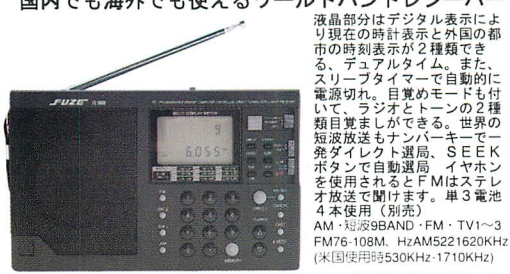 国内でも海外でも使えるワールドバンドレシーバー
液晶部分はデジタル表示によ
り現在の時計表示と外国の都
市の時刻表示が２種類でき
る、デュアルタイム。また、
スリープタイマーで自動的に
電源切れ。目覚めモードも付
いて、ラジオとトーンの２種
類目覚ましができる。世界の
短波放送もナンバーキーで一
発ダイレクト選局、ＳＥＥＫ
ボタンで自動選局　イヤホン
を使用されるとＦＭはステレ
オ放送で聞けます。単３電池
４本使用（別売）
AM・短波9BAND・FM・TV1～3
FM76-108M、HzAM5221620KHz
(米国使用時530KHz-1710KHz)
FUZE
MULTI DISPLAY METER
9
6.055
MEMORY